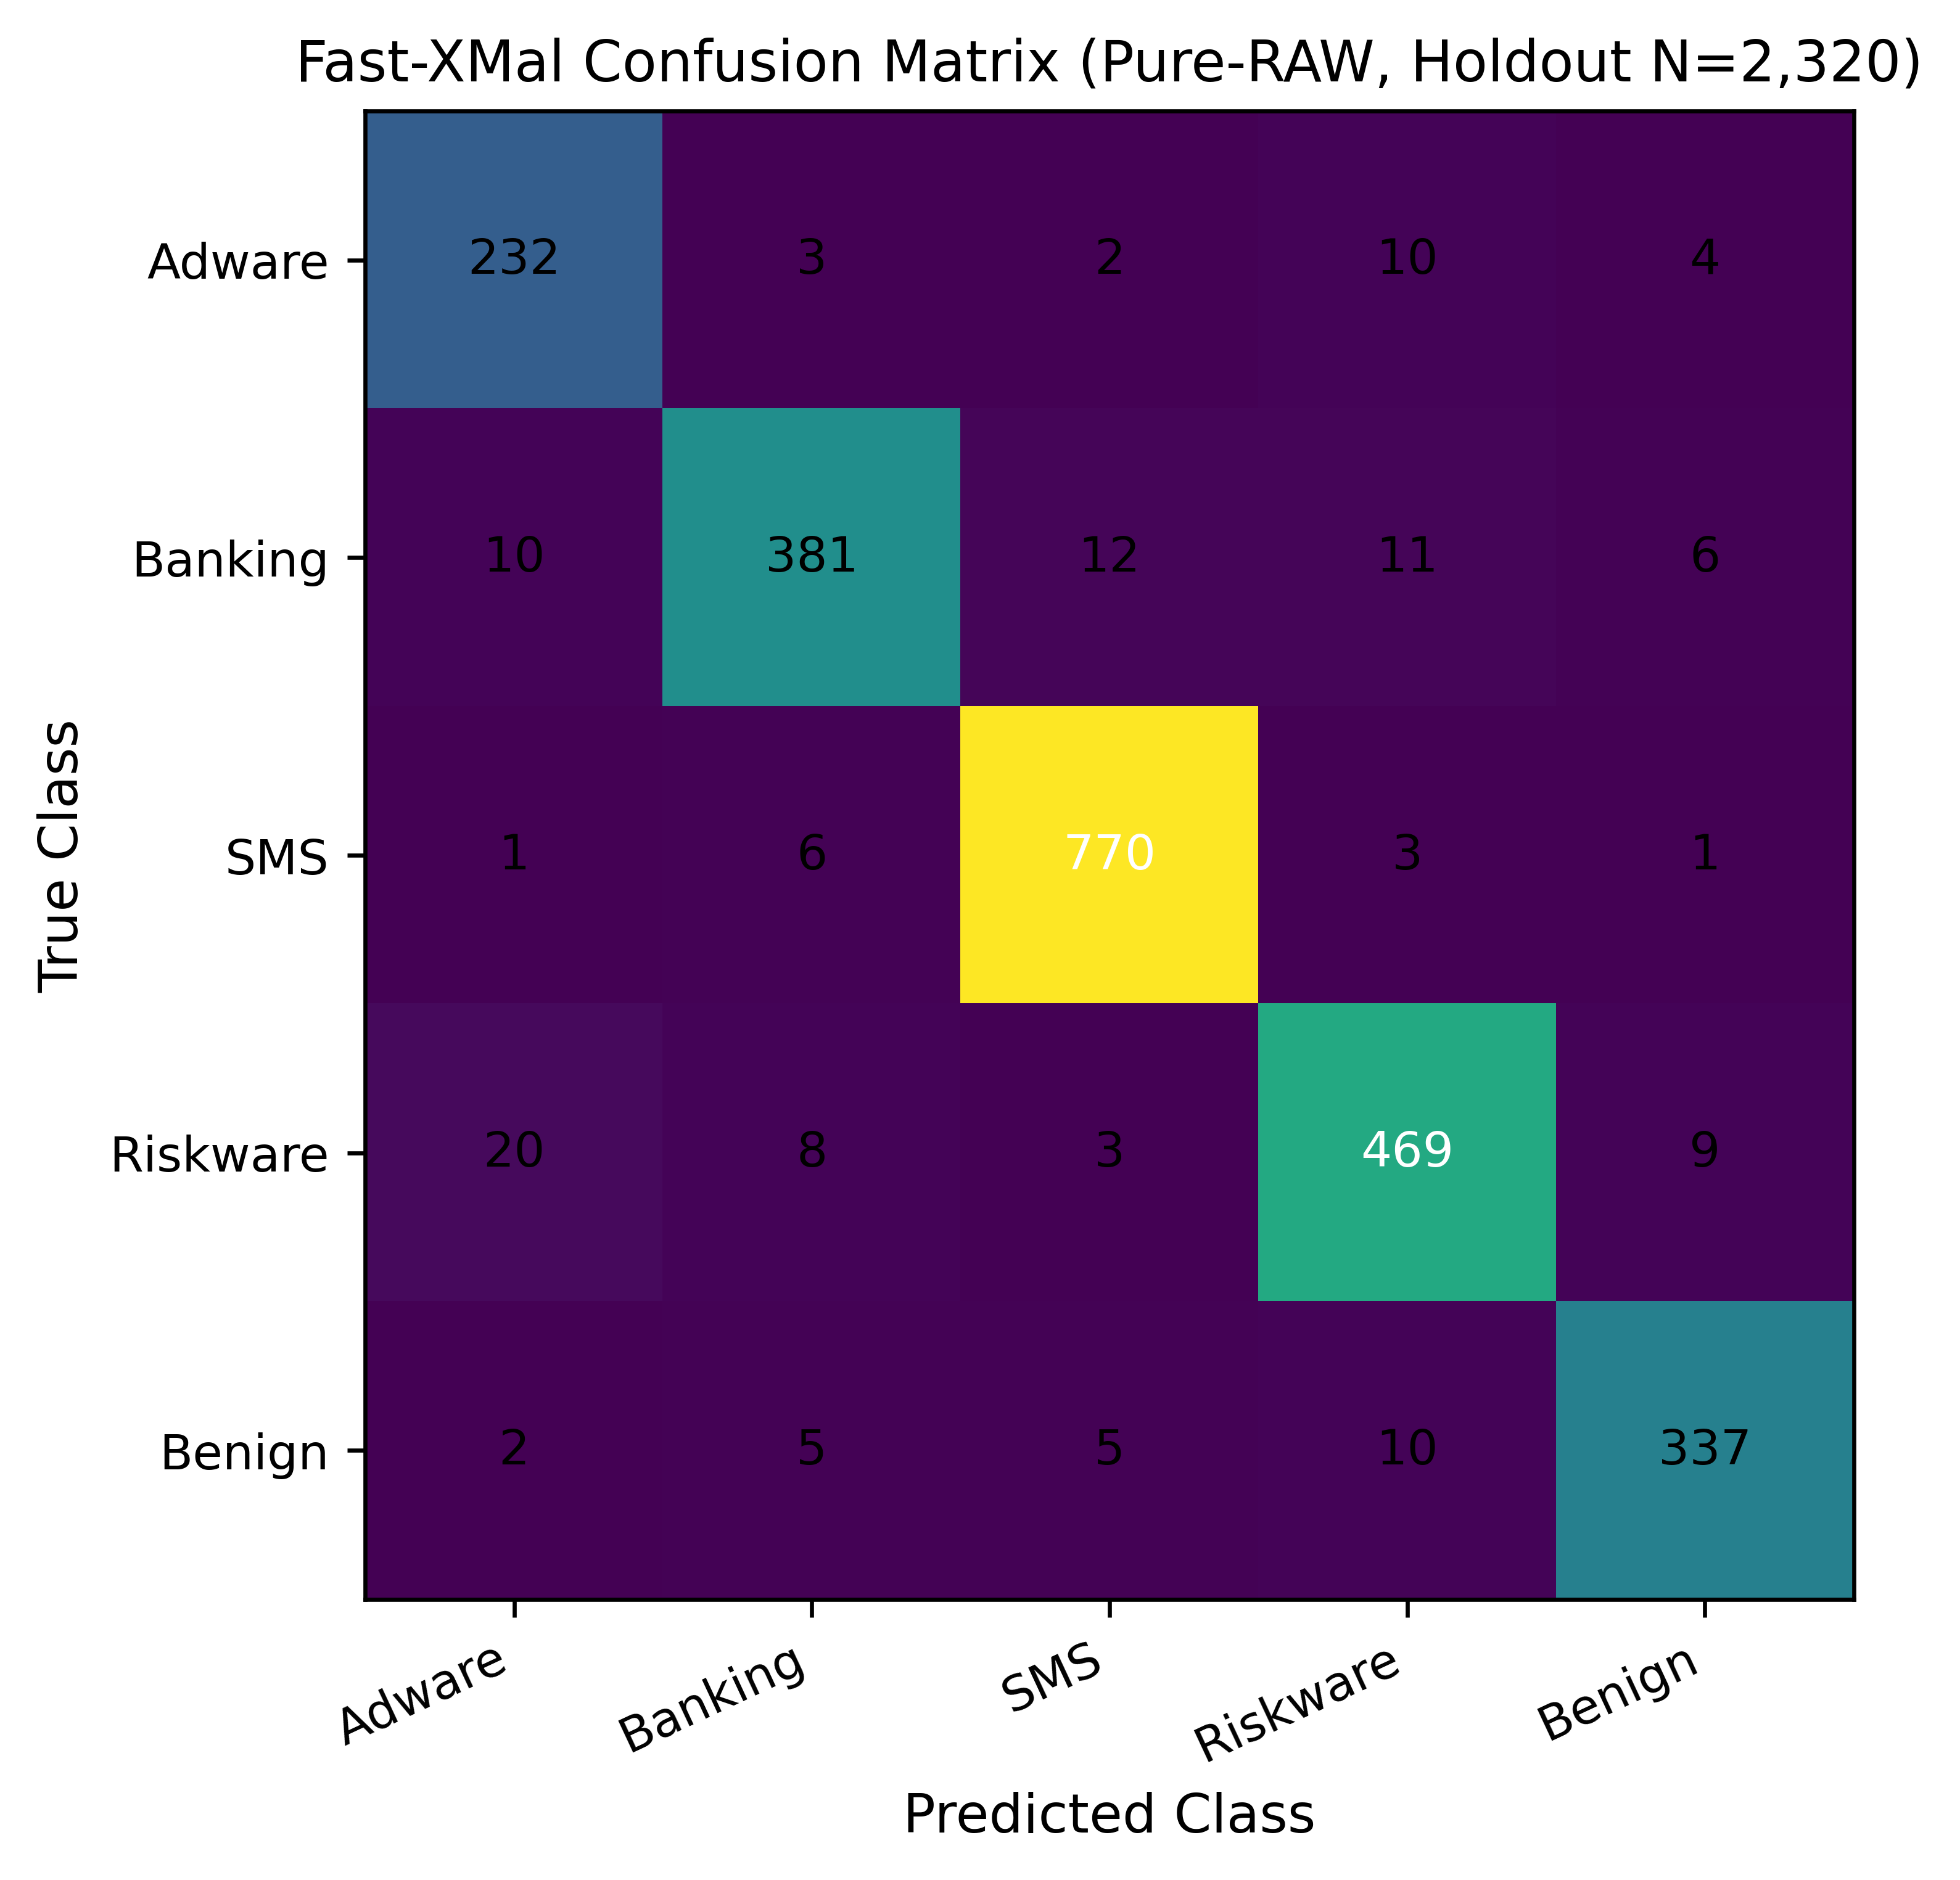 Fast-XMal Confusion Matrix (Pure-RAW, Holdout N=2,320)
True Class
Adware 232 3 2 10 4
Banking 10 381 12 11 6
SMS 1 6 770 3 1
Riskware 20 8 3 469 9
Benign 2 5 5 10 337
Adware Banking SMS Riskware Benign
Predicted Class